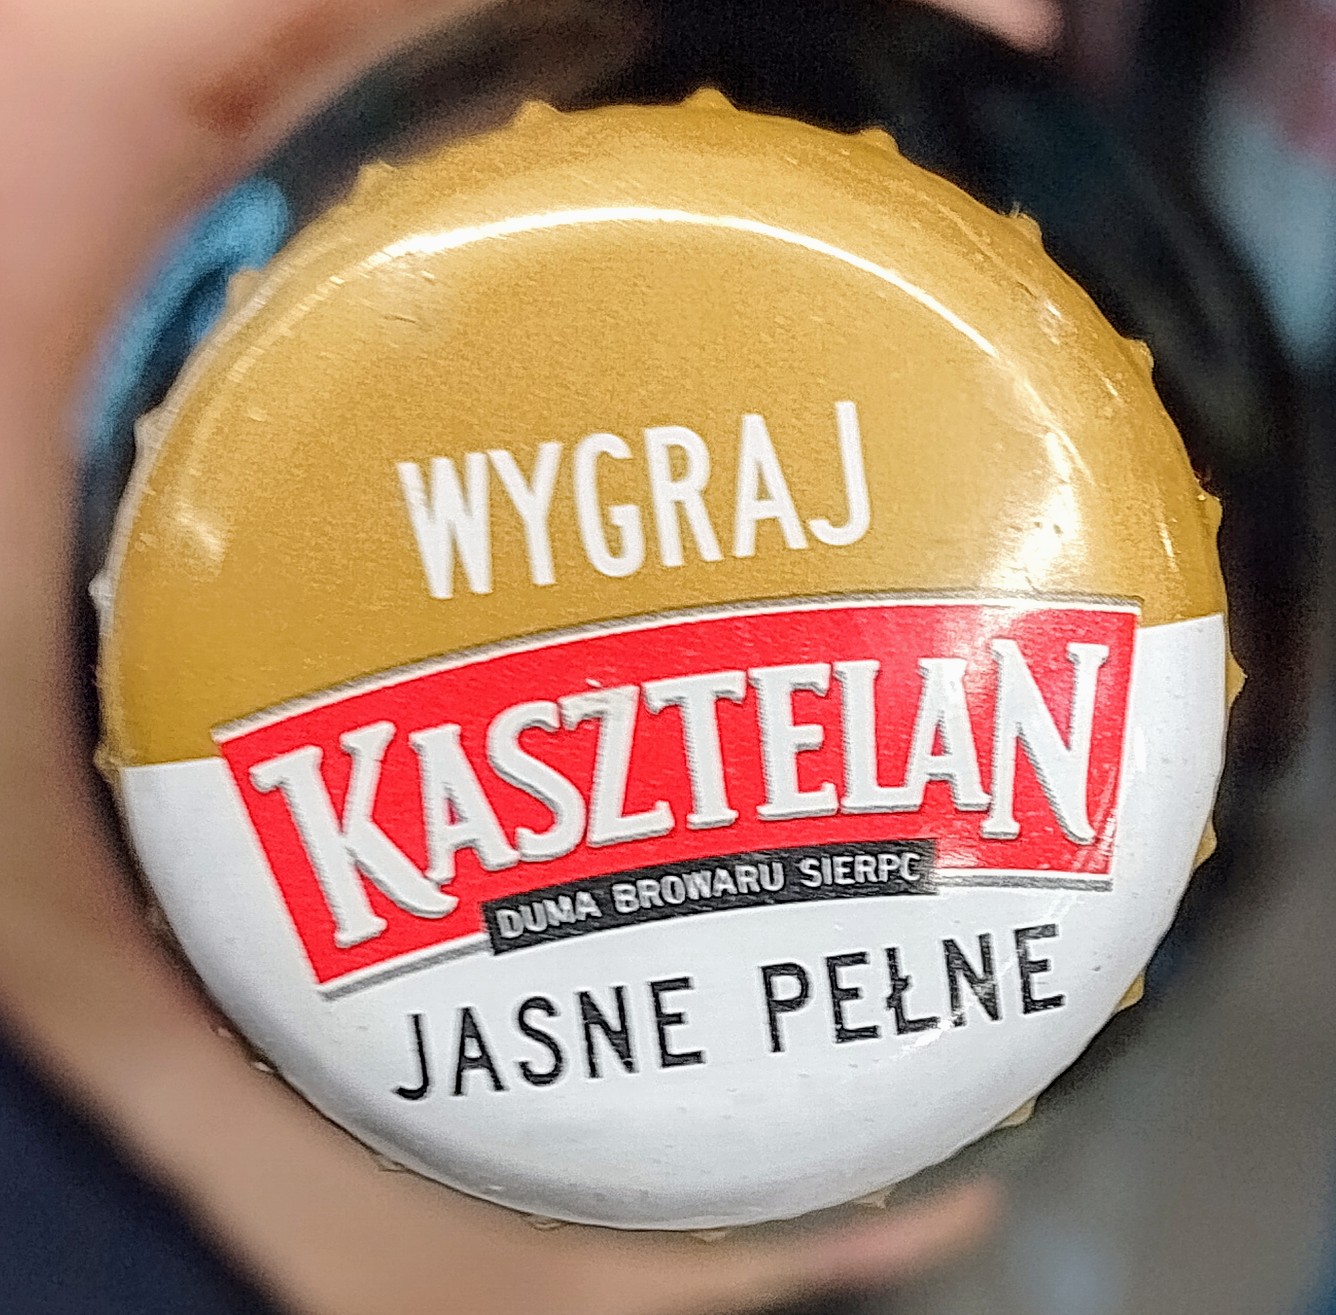 WYGRAJ
KASZTELAN
DUMA BROWARU SIERPC
JASNE PEŁNE